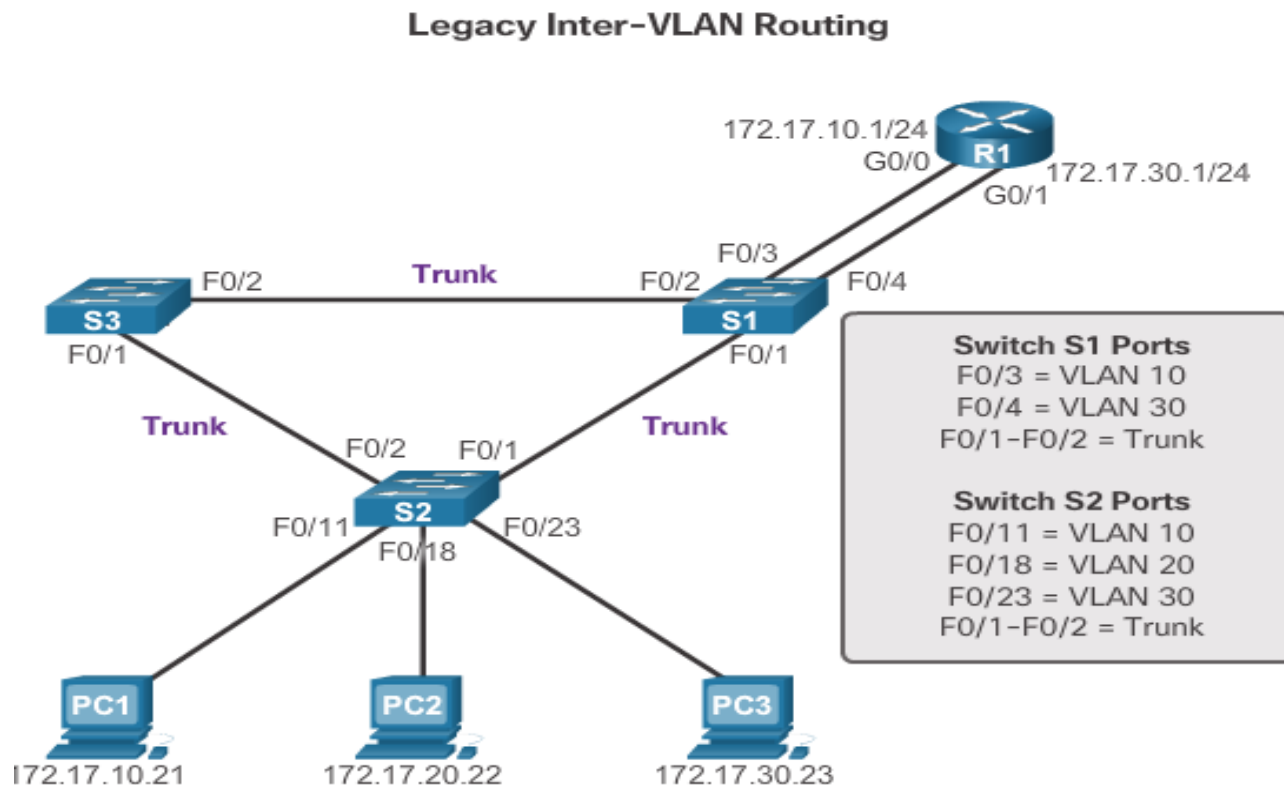 Legacy Inter-VLAN Routing
172.17.10.1/24
G0/0
R1
172.17.30.1/24
G0/1
F0/3
F0/2
Trunk
F0/2
F0/4
S3
S1
F0/1
F0/1
Switch S1 Ports
F0/3 = VLAN 10
F0/4 = VLAN 30
F0/1-F0/2 = Trunk
Trunk
Trunk
F0/2
F0/1
S2
F0/11
F0/18
F0/23
Switch S2 Ports
F0/11 = VLAN 10
F0/18 = VLAN 20
F0/23 = VLAN 30
F0/1-F0/2 = Trunk
PC1
PC2
PC3
172.17.10.21
172.17.20.22
172.17.30.23